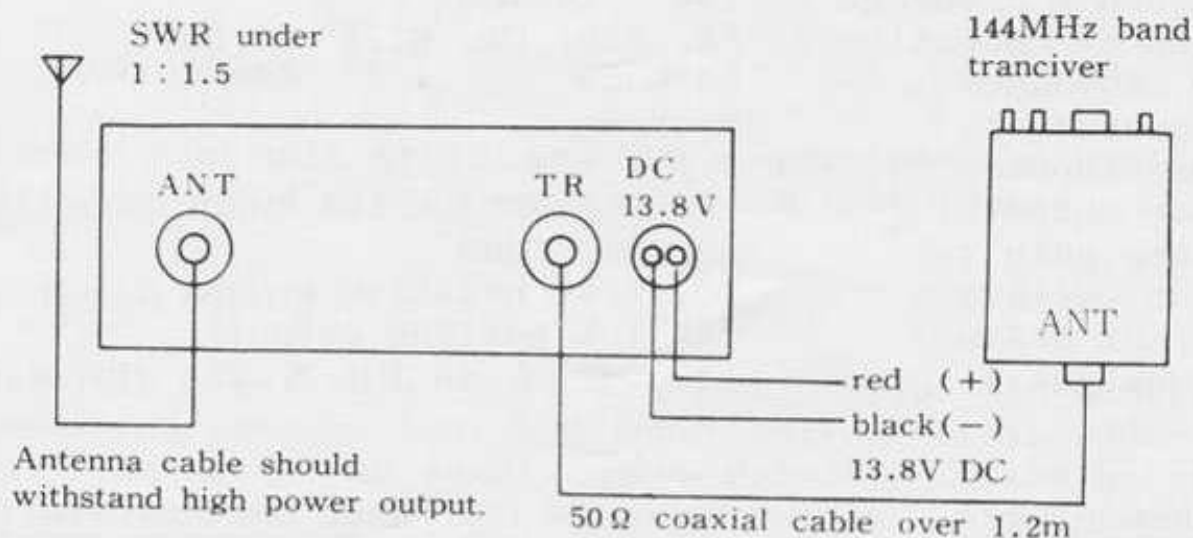 SWR under
1 : 1.5
144MHz band
tranciver
ANT
TR
DC
13.8V
ANT
red (+)
black(−)
13.8V DC
Antenna cable should
withstand high power output.
50Ω coaxial cable over 1.2m